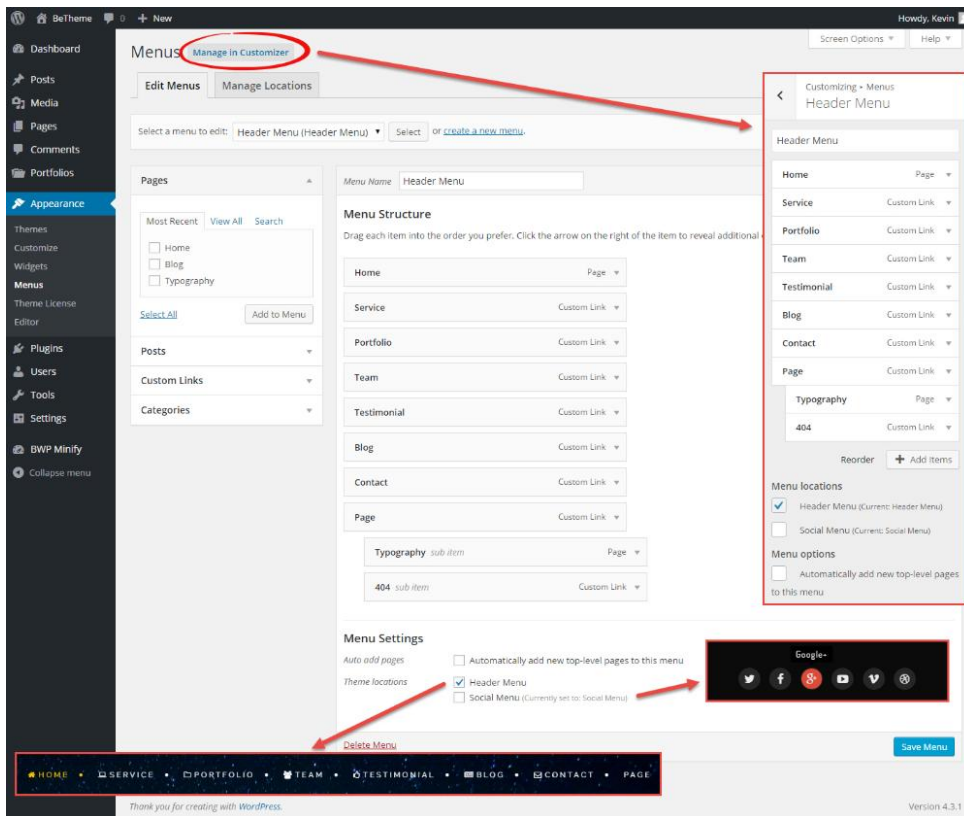 BeTheme 0 + New Howdy, Kevin
Screen Options Help
Dashboard
Posts
Media
Pages
Comments
Portfolios
Appearance
Themes
Customize
Widgets
Menus
Theme License
Editor
Plugins
Users
Tools
Settings
BWP Minify
Collapse menu
Menus Manage in Customizer
Edit Menus Manage Locations
Select a menu to edit: Header Menu (Header Menu) Select or create a new menu.
Pages
Most Recent View All Search
Home
Blog
Typography
Select All Add to Menu
Posts
Custom Links
Categories
Menu Name Header Menu
Menu Structure
Drag each item into the order you prefer. Click the arrow on the right of the item to reveal additional
Home Page
Service Custom Link
Portfolio Custom Link
Team Custom Link
Testimonial Custom Link
Blog Custom Link
Contact Custom Link
Page Custom Link
Typography sub item Page
404 sub item Custom Link
Menu Settings
Auto add pages Automatically add new top-level pages to this menu
Theme locations Header Menu
Social Menu (Currently set to: Social Menu)
Delete Menu Save Menu
Customizing ▸ Menus
Header Menu
Header Menu
Home Page
Service Custom Link
Portfolio Custom Link
Team Custom Link
Testimonial Custom Link
Blog Custom Link
Contact Custom Link
Page Custom Link
Typography Page
404 Custom Link
Reorder + Add Items
Menu locations
Header Menu (Current: Header Menu)
Social Menu (Current: Social Menu)
Menu options
Automatically add new top-level pages
to this menu
Google+
HOME • SERVICE • PORTFOLIO • TEAM • TESTIMONIAL • BLOG • CONTACT • PAGE
Thank you for creating with WordPress. Version 4.3.1